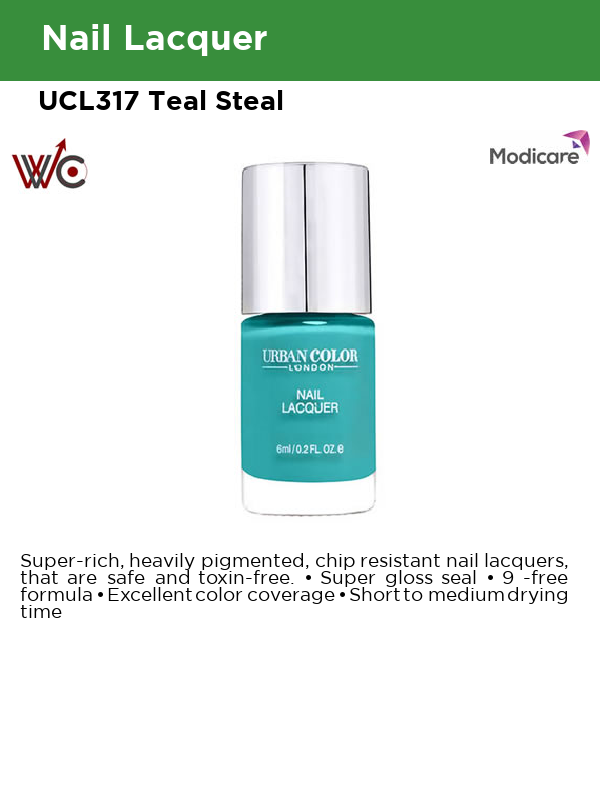 Nail Lacquer
UCL317 Teal Steal
WC
Modicare
URBAN COLOR
LONDON
NAIL
LACQUER
6ml/0.2 FL. OZ. e
Super-rich, heavily pigmented, chip resistant nail lacquers,
that are safe and toxin-free. • Super gloss seal • 9 -free
formula • Excellent color coverage • Short to medium drying
time